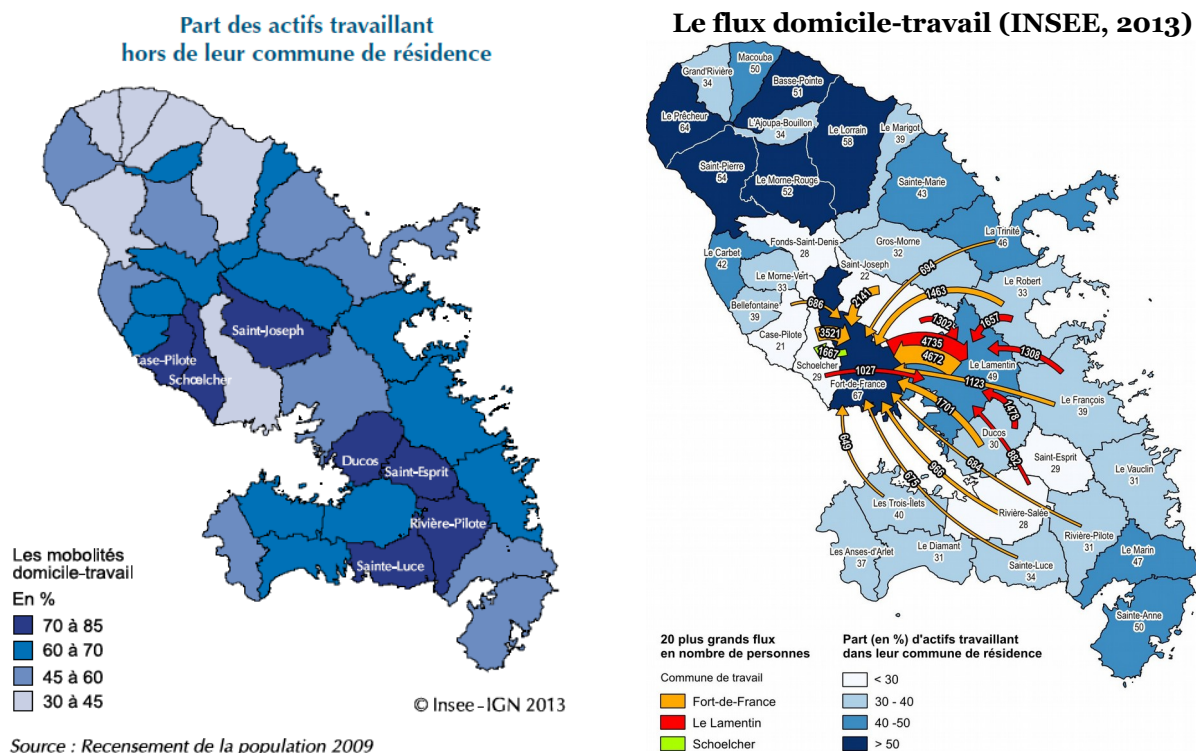 Part des actifs travaillant
hors de leur commune de résidence
Saint-Joseph
Case-Pilote
Schœlcher
Ducos
Saint-Esprit
Rivière-Pilote
Sainte-Luce
Les mobolités
domicile-travail
En %
70 à 85
60 à 70
45 à 60
30 à 45
© Insee-IGN 2013
Source : Recensement de la population 2009
Le flux domicile-travail (INSEE, 2013)
Macouba
50
Grand'Rivière
34
Basse-Pointe
51
Le Prêcheur
64
L'Ajoupa-Bouillon
34
Le Lorrain
58
Le Marigot
39
Saint-Pierre
54
Le Morne-Rouge
52
Sainte-Marie
43
La Trinité
46
Fonds-Saint-Denis
28
Gros-Morne
32
Le Carbet
42
Saint-Joseph
22
694
Le Morne-Vert
33
Le Robert
33
Bellefontaine
39
686
2141
1463
Case-Pilote
21
3521
1302
1657
4735
1667
4672
1308
Schoelcher
29
1027
Le Lamentin
49
1123
Fort-de-France
67
Le François
39
1701
1478
Ducos
30
649
882
Saint-Esprit
29
684
966
675
Le Vauclin
31
Les Trois-Îlets
40
Rivière-Salée
28
Rivière-Pilote
31
Les Anses-d'Arlet
37
Le Diamant
31
Sainte-Luce
34
Le Marin
47
Sainte-Anne
50
20 plus grands flux
en nombre de personnes
Commune de travail
Fort-de-France
Le Lamentin
Schoelcher
Part (en %) d'actifs travaillant
dans leur commune de résidence
< 30
30 - 40
40 -50
> 50